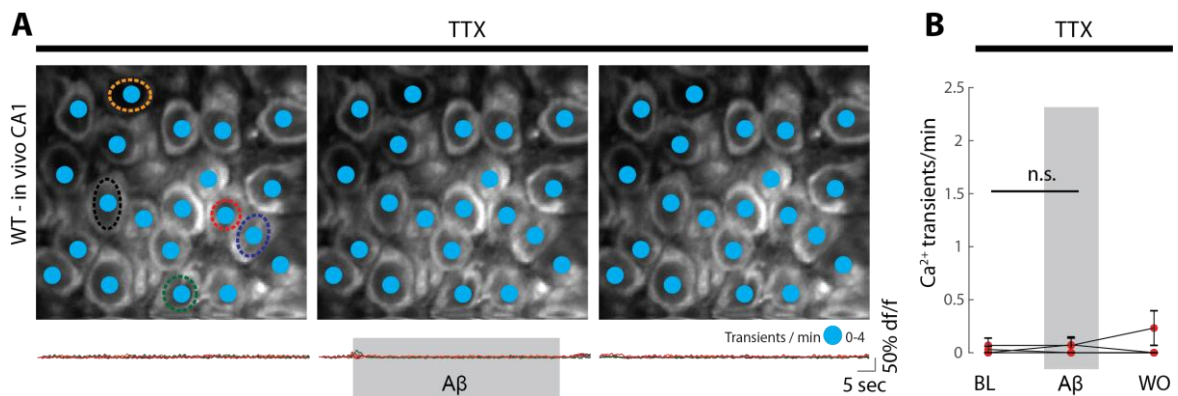 A
TTX
WT - in vivo CA1
Transients / min 0-4
50% df/f
5 sec
Aβ
B
TTX
Ca²⁺ transients/min
2.5
2
1.5
1
0.5
0
n.s.
BL
Aβ
WO